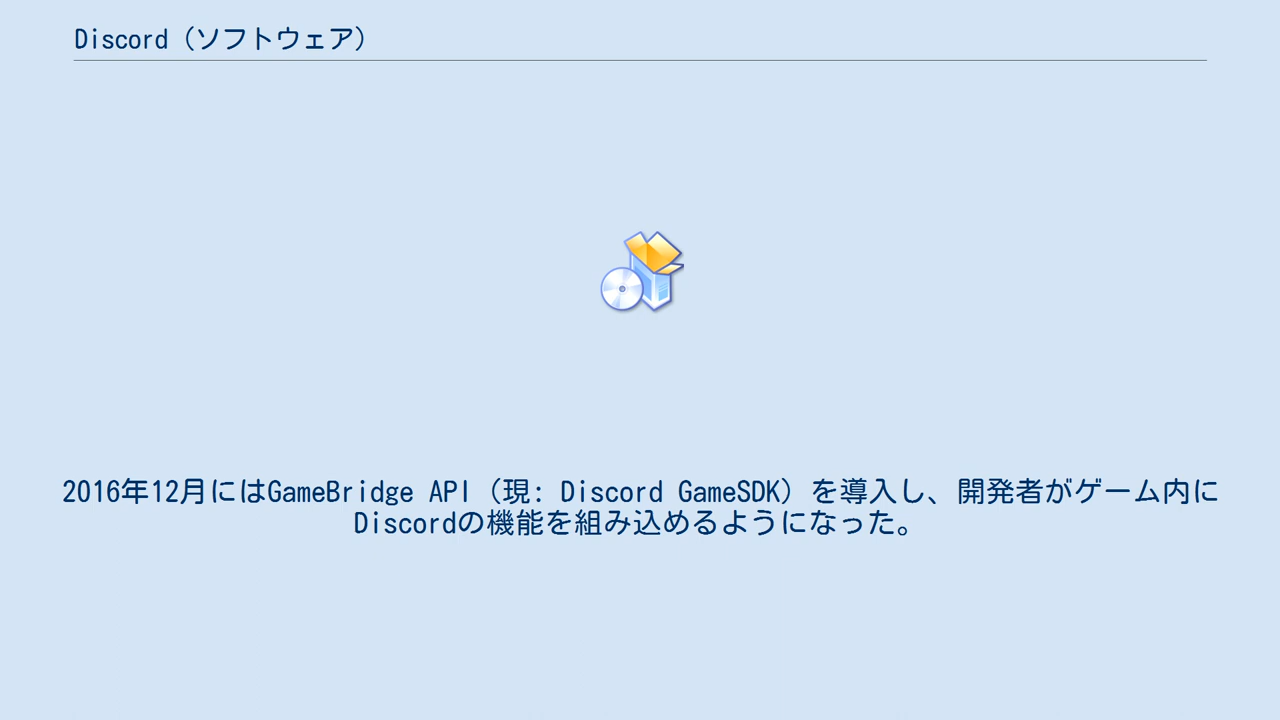 Discord（ソフトウェア）
2016年12月にはGameBridge API（現: Discord GameSDK）を導入し、開発者がゲーム内に
Discordの機能を組み込めるようになった。